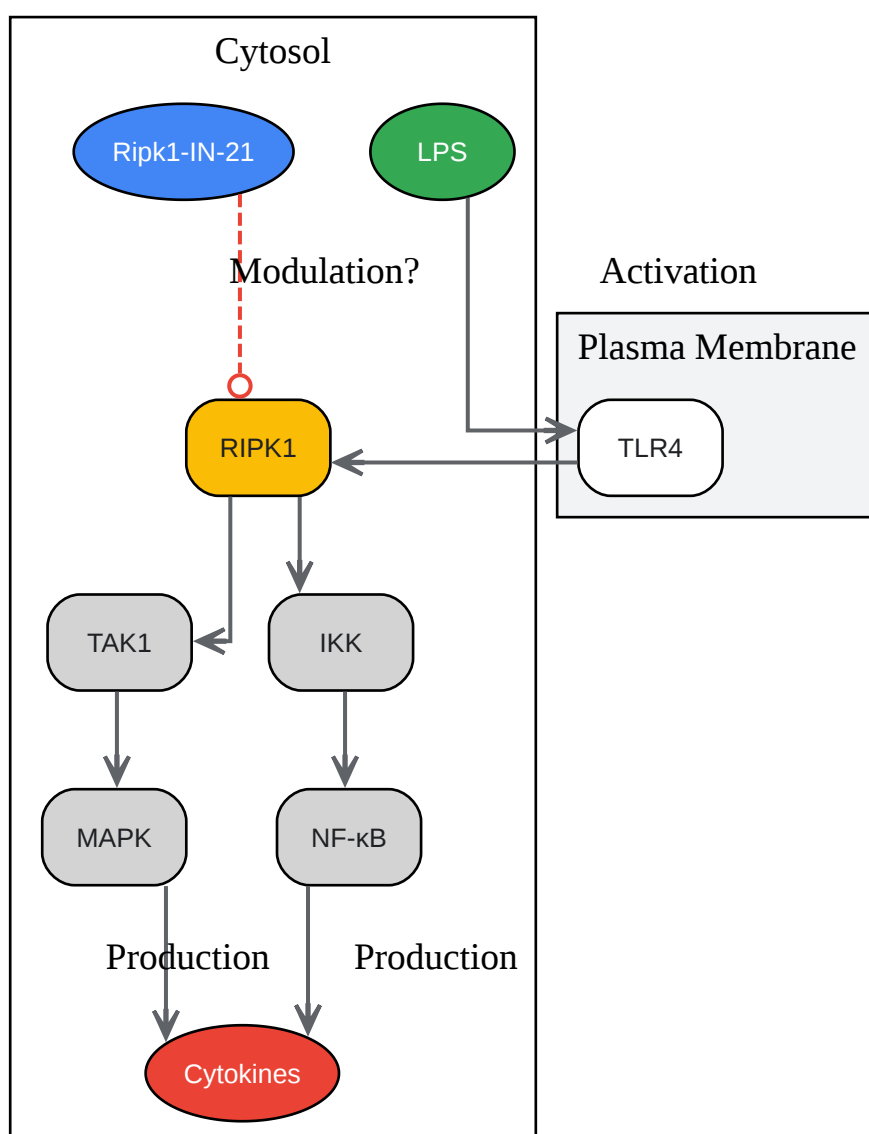 Cytosol
Ripk1-IN-21
LPS
Modulation?
Activation
Plasma Membrane
RIPK1
TLR4
TAK1
IKK
MAPK
NF-κB
Production
Production
Cytokines